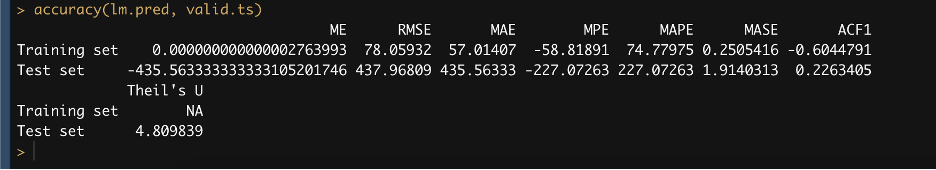 > accuracy(lm.pred, valid.ts)
ME RMSE MAE MPE MAPE MASE ACF1
Training set 0.000000000000002763993 78.05932 57.01407 -58.81891 74.77975 0.2505416 -0.6044791
Test set -435.563333333333105201746 437.96809 435.56333 -227.07263 227.07263 1.9140313 0.2263405
Theil's U
Training set NA
Test set 4.809839
>